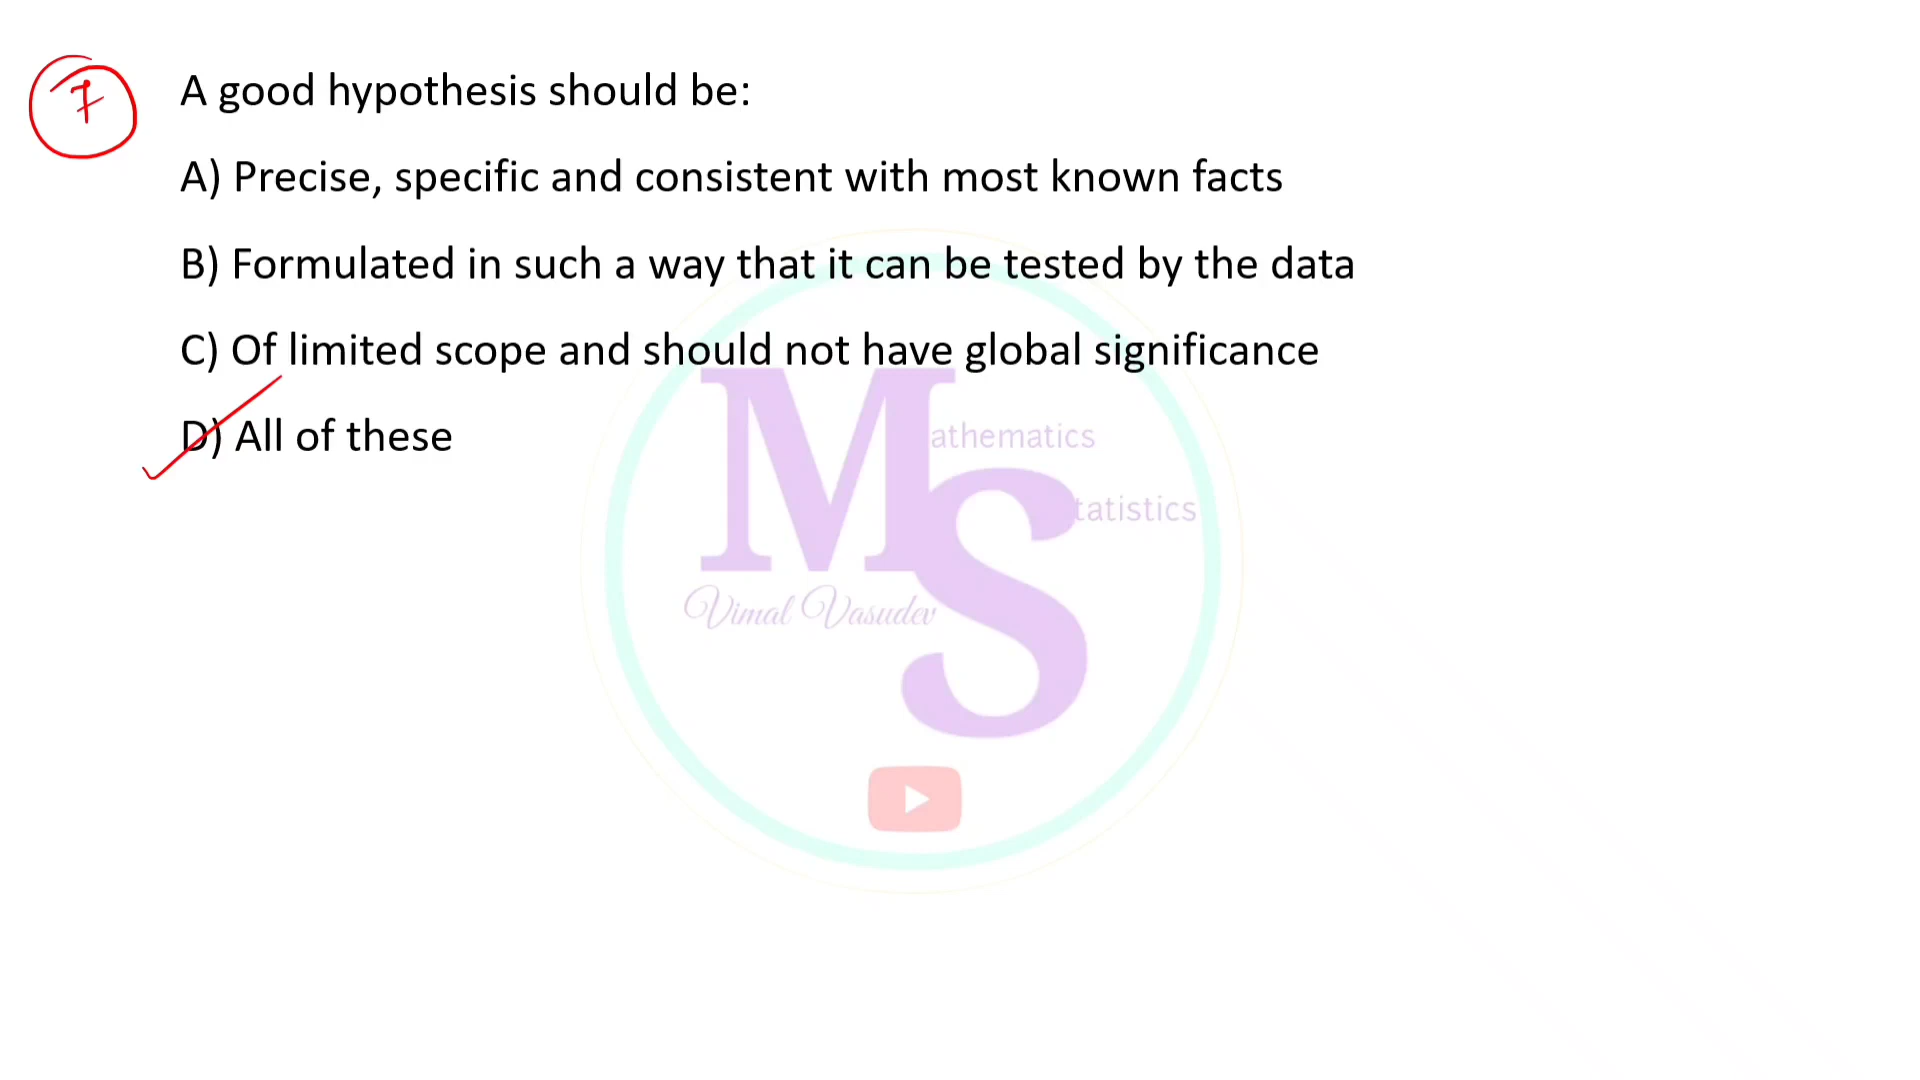 7
A good hypothesis should be:
A) Precise, specific and consistent with most known facts
B) Formulated in such a way that it can be tested by the data
C) Of limited scope and should not have global significance
D) All of these
Mathematics
Statistics
Vimal Vasudev